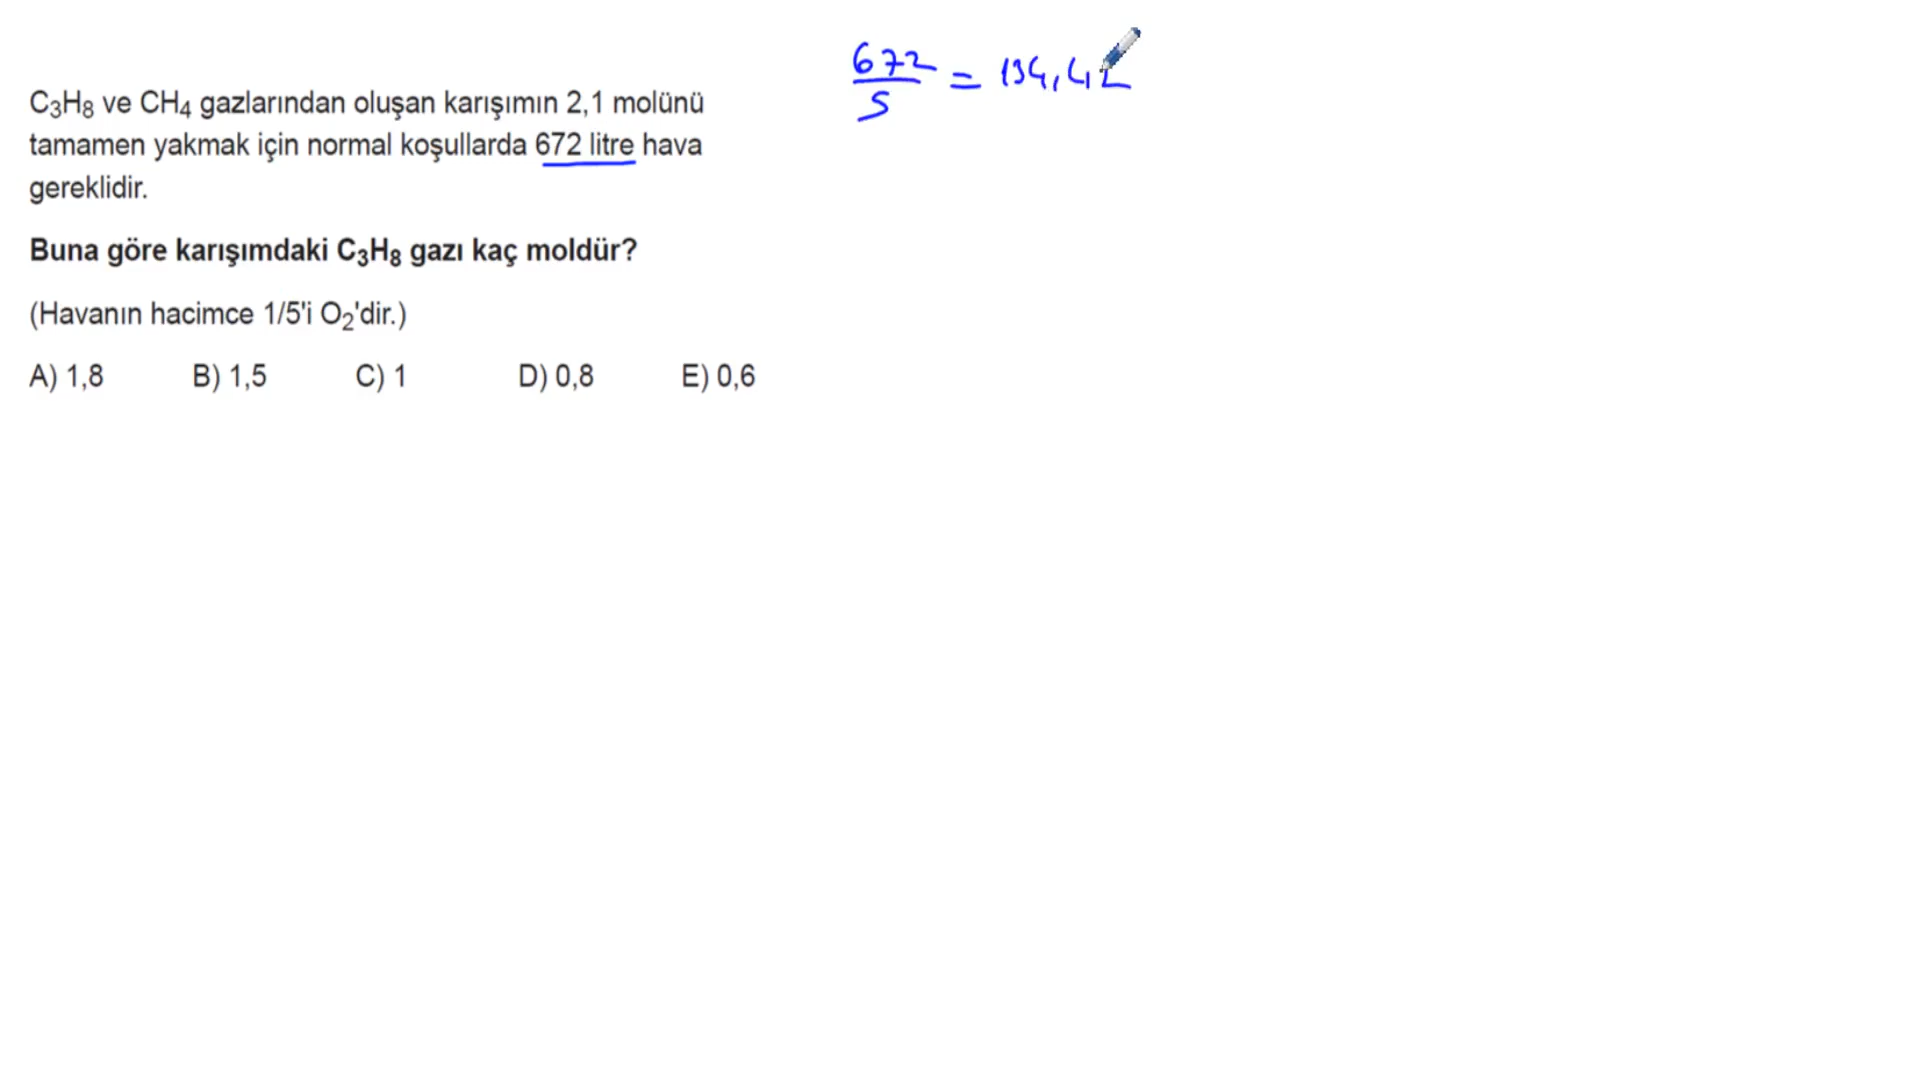 C₃H₈ ve CH₄ gazlarından oluşan karışımın 2,1 molünü
tamamen yakmak için normal koşullarda 672 litre hava
gereklidir.
Buna göre karışımdaki C₃H₈ gazı kaç moldür?
(Havanın hacimce 1/5'i O₂'dir.)
A) 1,8 B) 1,5 C) 1 D) 0,8 E) 0,6
672/5 = 134,4 L